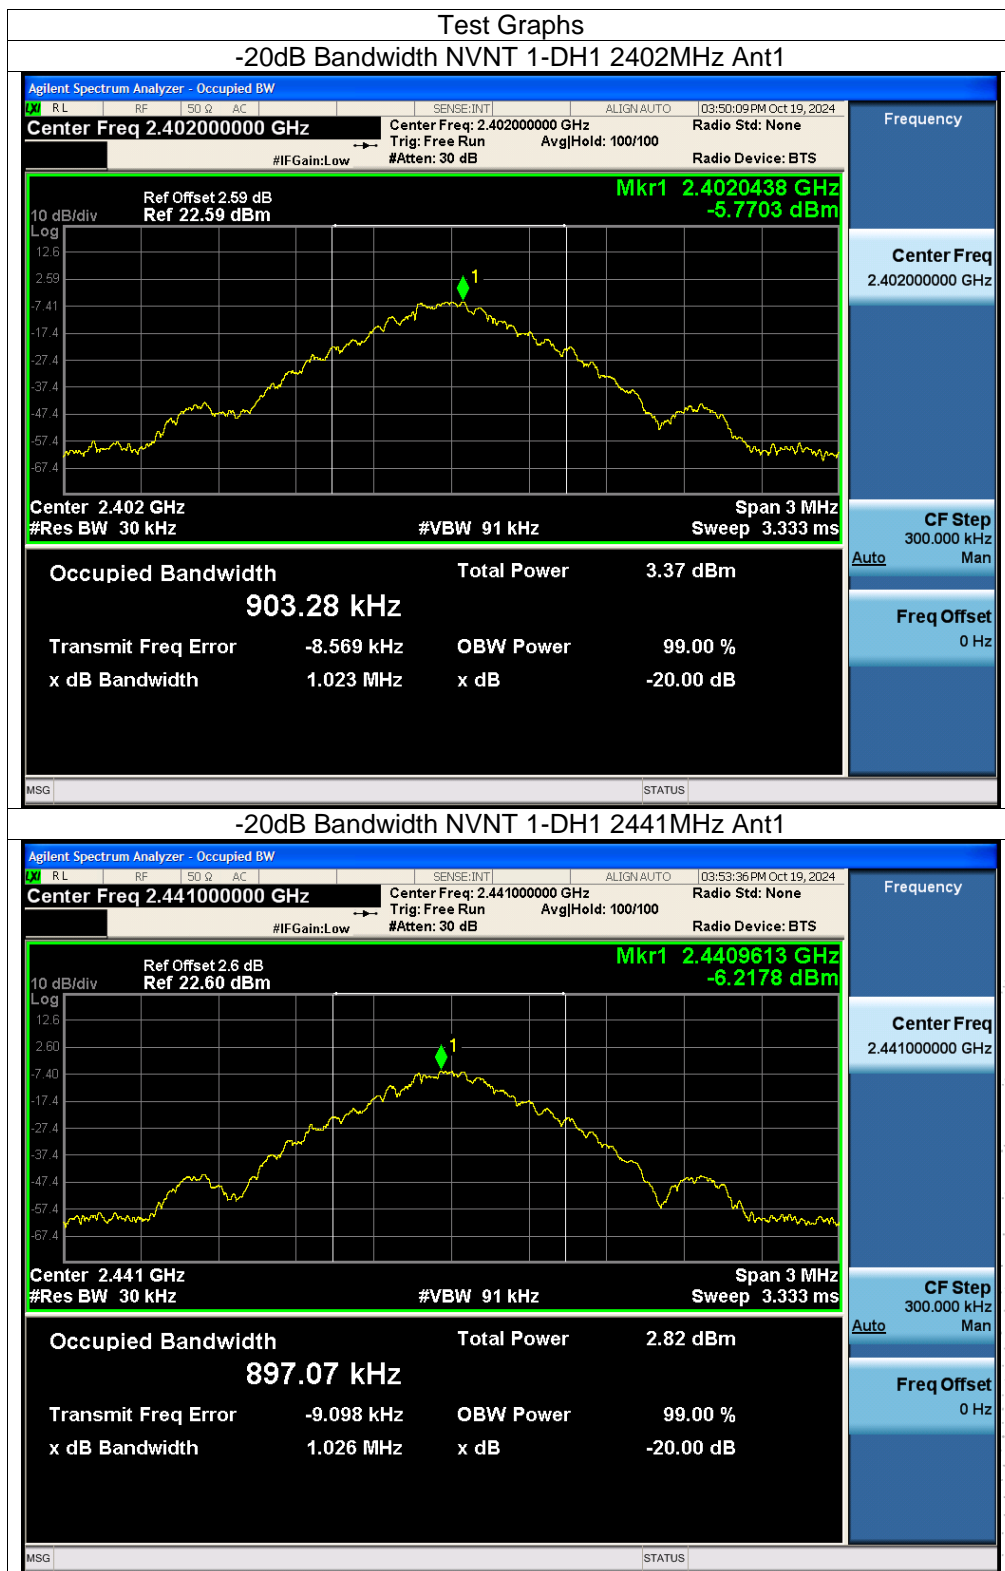 Test Graphs
-20dB Bandwidth NVNT 1-DH1 2402MHz Ant1
Agilent Spectrum Analyzer - Occupied BW
LXI RL RF 50 Ω AC SENSE:INT ALIGN AUTO 03:50:09 PM Oct 19, 2024
Center Freq 2.402000000 GHz
Center Freq: 2.402000000 GHz
Radio Std: None
Trig: Free Run Avg|Hold: 100/100
#IFGain:Low #Atten: 30 dB Radio Device: BTS
Frequency
Mkr1 2.4020438 GHz
-5.7703 dBm
Ref Offset 2.59 dB
10 dB/div Ref 22.59 dBm
Log
12.6
2.59
-7.41
-17.4
-27.4
-37.4
-47.4
-57.4
-67.4
1
Center 2.402 GHz Span 3 MHz
#Res BW 30 kHz #VBW 91 kHz Sweep 3.333 ms
Center Freq
2.402000000 GHz
CF Step
300.000 kHz
Auto Man
Freq Offset
0 Hz
Occupied Bandwidth Total Power 3.37 dBm
903.28 kHz
Transmit Freq Error -8.569 kHz OBW Power 99.00 %
x dB Bandwidth 1.023 MHz x dB -20.00 dB
MSG STATUS
-20dB Bandwidth NVNT 1-DH1 2441MHz Ant1
Agilent Spectrum Analyzer - Occupied BW
LXI RL RF 50 Ω AC SENSE:INT ALIGN AUTO 03:53:36 PM Oct 19, 2024
Center Freq 2.441000000 GHz
Center Freq: 2.441000000 GHz
Radio Std: None
Trig: Free Run Avg|Hold: 100/100
#IFGain:Low #Atten: 30 dB Radio Device: BTS
Frequency
Mkr1 2.4409613 GHz
-6.2178 dBm
Ref Offset 2.6 dB
10 dB/div Ref 22.60 dBm
Log
12.6
2.60
-7.40
-17.4
-27.4
-37.4
-47.4
-57.4
-67.4
1
Center 2.441 GHz Span 3 MHz
#Res BW 30 kHz #VBW 91 kHz Sweep 3.333 ms
Center Freq
2.441000000 GHz
CF Step
300.000 kHz
Auto Man
Freq Offset
0 Hz
Occupied Bandwidth Total Power 2.82 dBm
897.07 kHz
Transmit Freq Error -9.098 kHz OBW Power 99.00 %
x dB Bandwidth 1.026 MHz x dB -20.00 dB
MSG STATUS